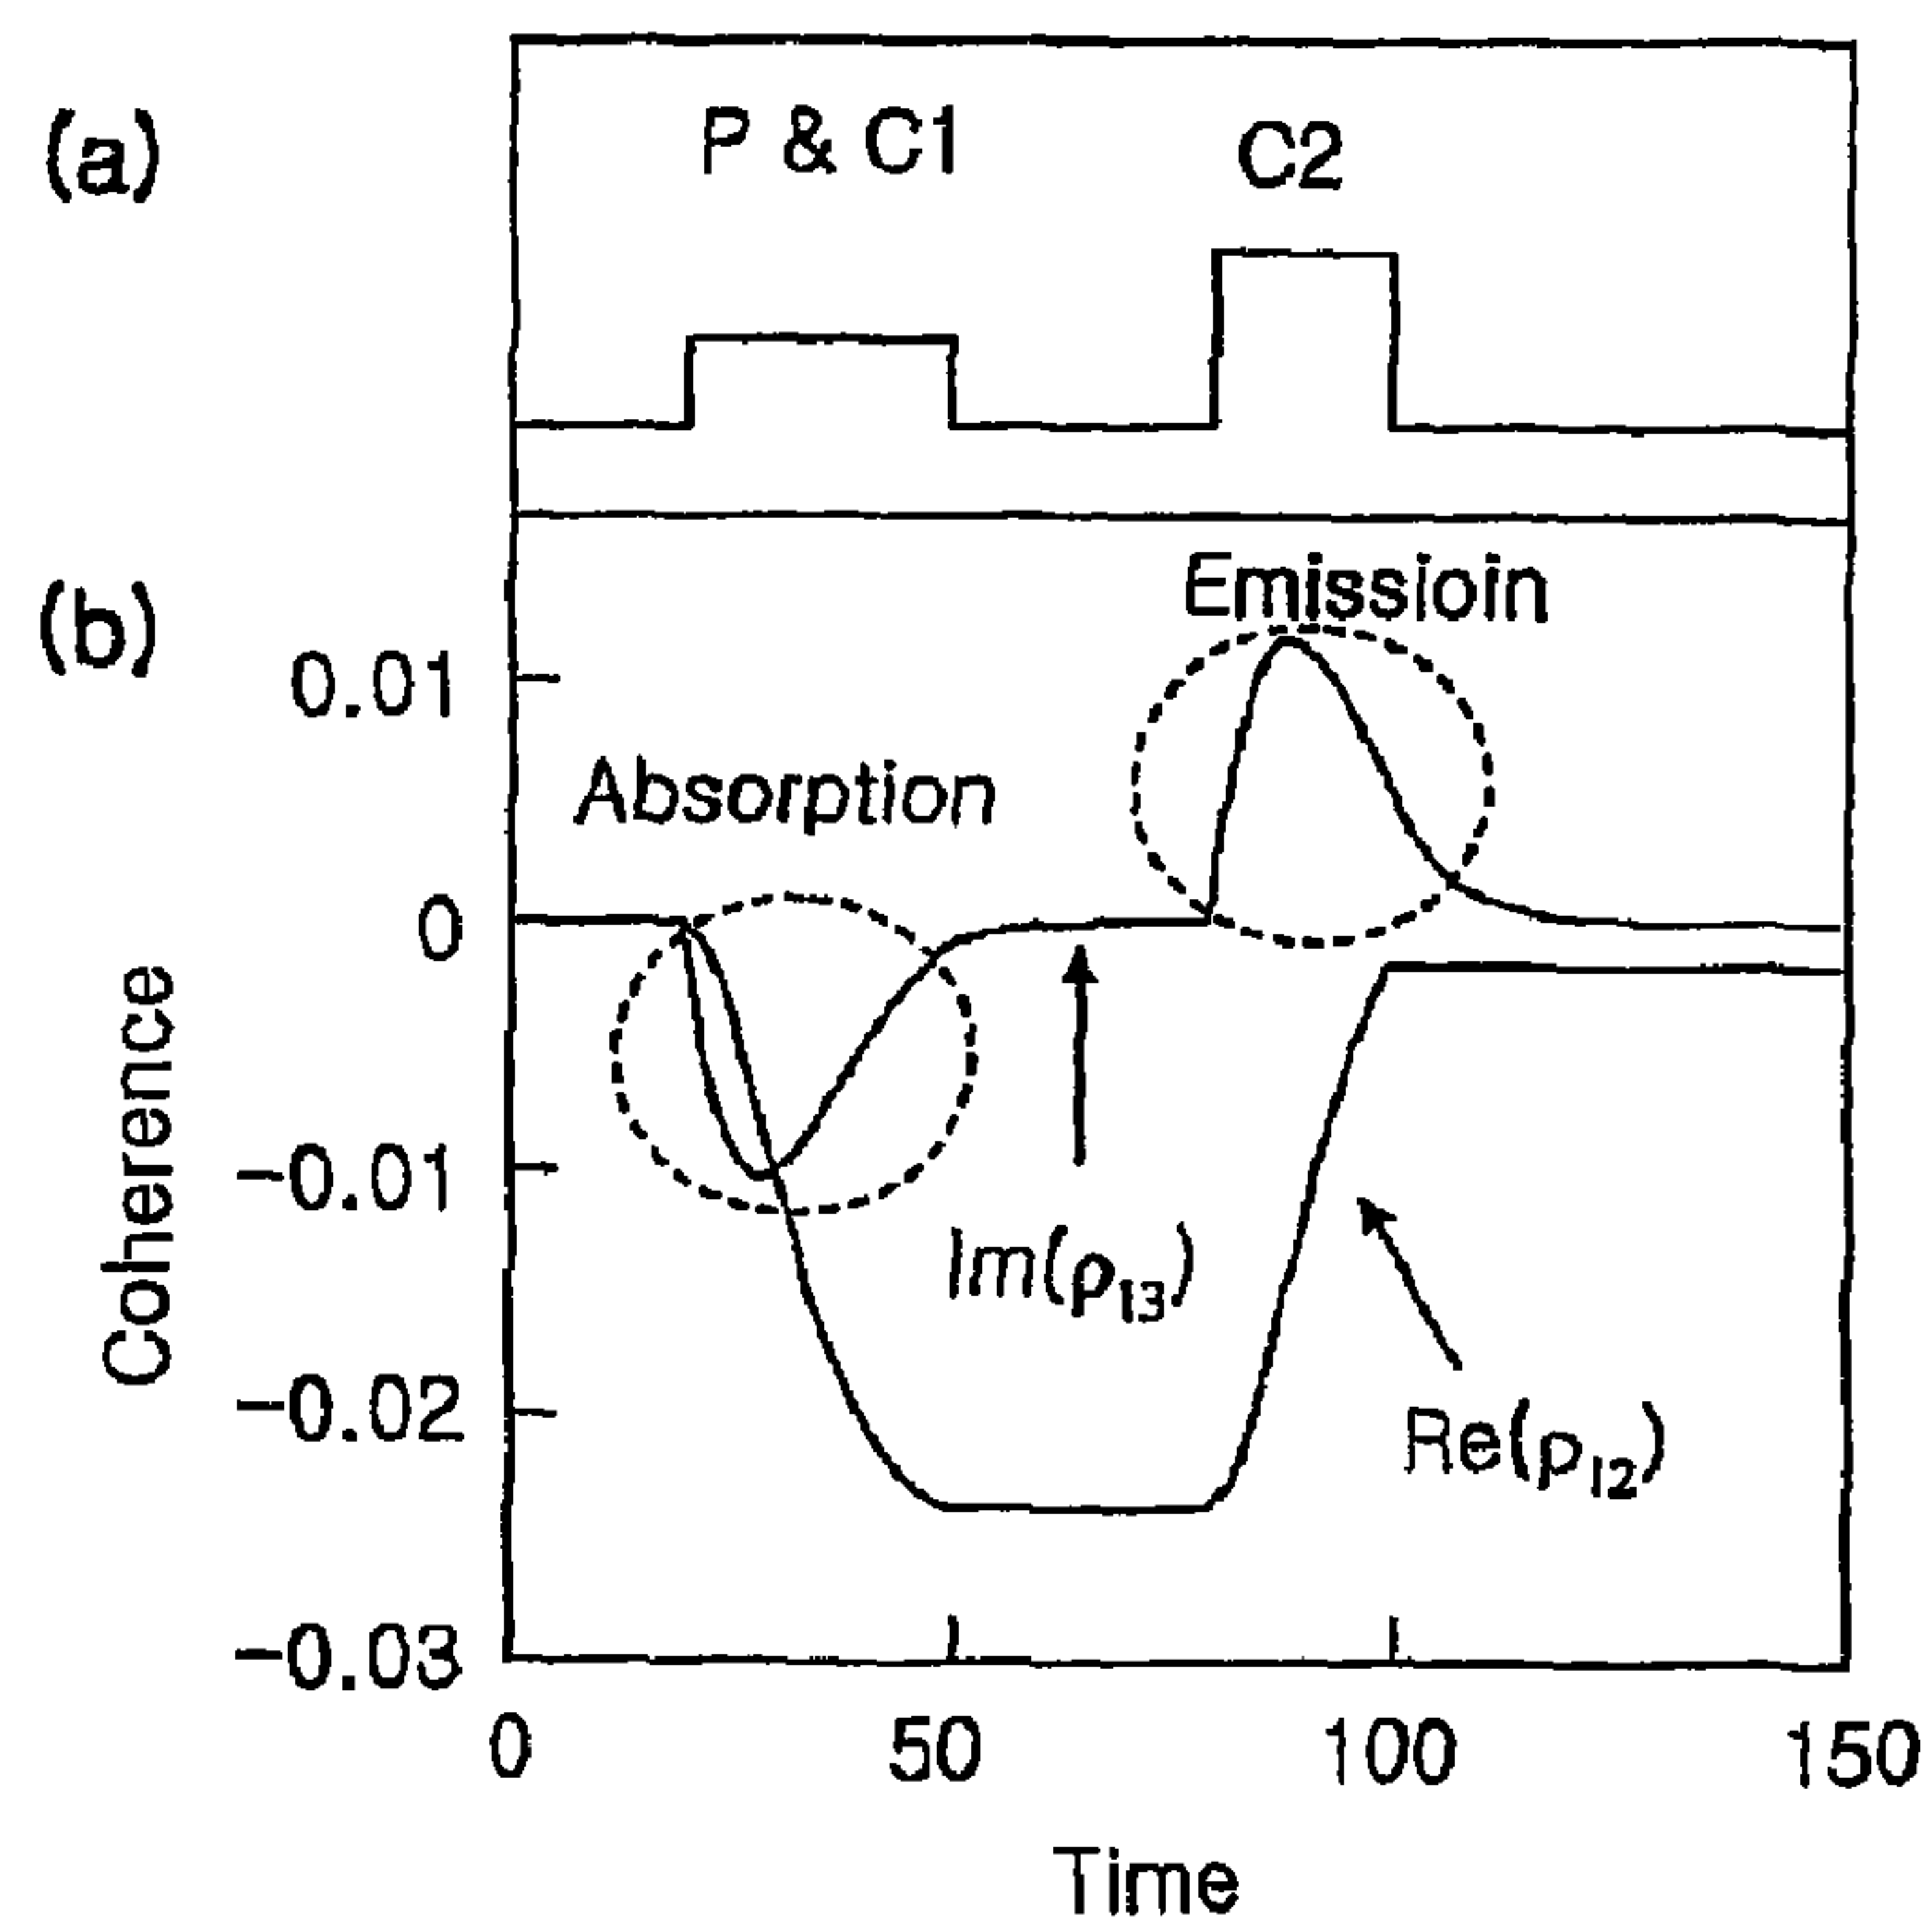 (a)
P & C1
C2
(b)
Emissioin
0.01
Absorption
0
Coherence
-0.01
Im(ρ13)
-0.02
Re(ρ12)
-0.03
0
50
100
150
Time